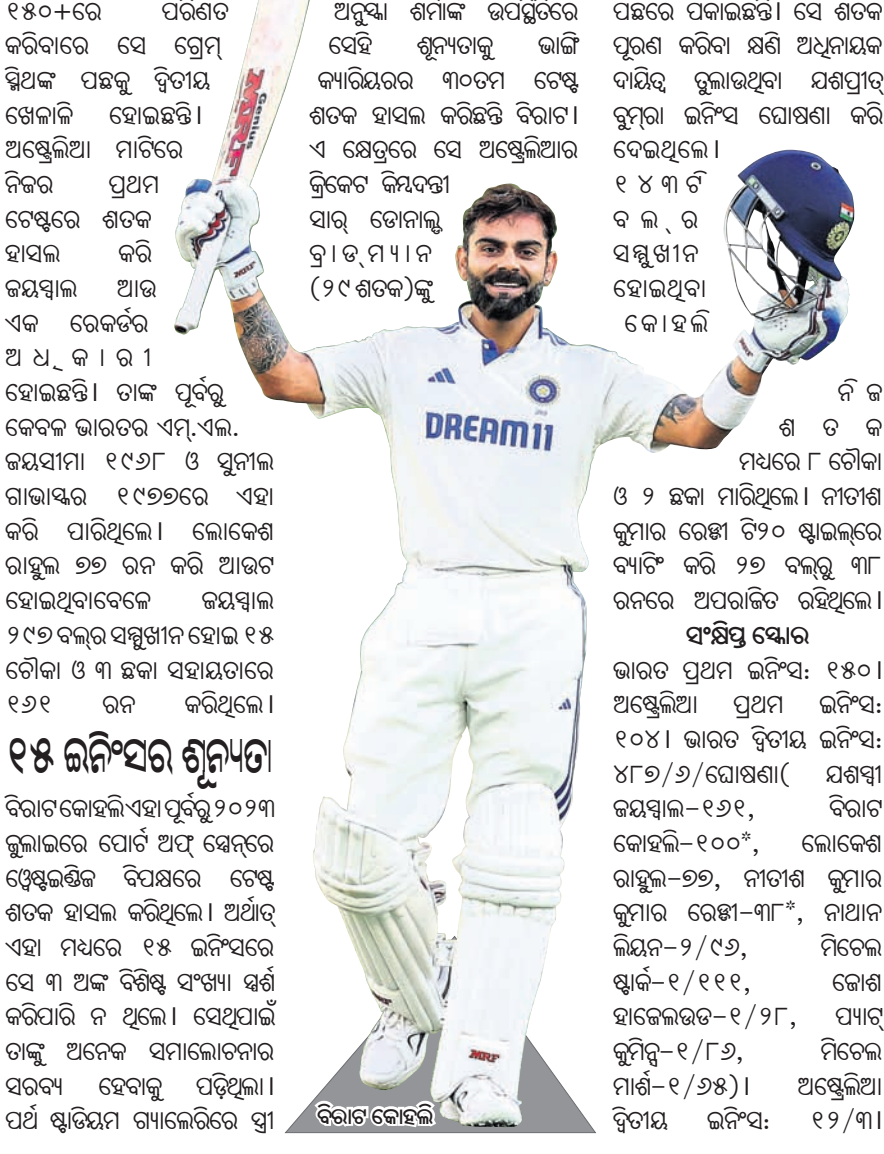 ୧୫୦+ରେ ପରିଣତ
କରିବାରେ ସେ ଗ୍ରେମ୍
ସ୍ମିଥଙ୍କ ପଛକୁ ଦ୍ୱିତୀୟ
ଖେଳାଳି ହୋଇଛନ୍ତି।
ଅଷ୍ଟ୍ରେଲିଆ ମାଟିରେ
ନିଜର ପ୍ରଥମ
ଟେଷ୍ଟରେ ଶତକ
ହାସଲ କରି
ଜୟସ୍ୱାଲ ଆଉ
ଏକ ରେକର୍ଡର
ଅଧିକାରୀ
ହୋଇଛନ୍ତି। ତାଙ୍କ ପୂର୍ବରୁ
କେବଳ ଭାରତର ଏମ୍.ଏଲ.
ଜୟସୀମା ୧୯୬୮ ଓ ସୁନୀଲ
ଗାଭାସ୍କର ୧୯୭୭ରେ ଏହା
କରି ପାରିଥିଲେ। ଲୋକେଶ
ରାହୁଲ ୭୭ ରନ କରି ଆଉଟ
ହୋଇଥିବାବେଳେ ଜୟସ୍ୱାଲ
୨୯୭ ବଲ୍‌ର ସମ୍ମୁଖୀନ ହୋଇ ୧୫
ଚୌକା ଓ ୩ ଛକା ସହାୟତାରେ
୧୬୧ ରନ କରିଥିଲେ।
୧୫ ଇନିଂସର ଶୂନ୍ୟତା
ବିରାଟ କୋହଲି ଏହା ପୂର୍ବରୁ ୨୦୨୩
ଜୁଲାଇରେ ପୋର୍ଟ ଅଫ୍ ସ୍ପେନ୍‌ରେ
ୱେଷ୍ଟଇଣ୍ଡିଜ ବିପକ୍ଷରେ ଟେଷ୍ଟ
ଶତକ ହାସଲ କରିଥିଲେ। ଅର୍ଥାତ୍
ଏହା ମଧ୍ୟରେ ୧୫ ଇନିଂସରେ
ସେ ୩ ଅଙ୍କ ବିଶିଷ୍ଟ ସଂଖ୍ୟା ସ୍ପର୍ଶ
କରିପାରି ନ ଥିଲେ। ସେଥିପାଇଁ
ତାଙ୍କୁ ଅନେକ ସମାଲୋଚନାର
ସରବ୍ୟ ହେବାକୁ ପଡ଼ିଥିଲା।
ପର୍ଥ ଷ୍ଟାଡିୟମ ଗ୍ୟାଲେରିରେ ସ୍ତ୍ରୀ
ଅନୁସ୍କା ଶର୍ମାଙ୍କ ଉପସ୍ଥିତିରେ
ସେହି ଶୂନ୍ୟତାକୁ ଭାଙ୍ଗି
କ୍ୟାରିୟରର ୩୦ତମ ଟେଷ୍ଟ
ଶତକ ହାସଲ କରିଛନ୍ତି ବିରାଟ।
ଏ କ୍ଷେତ୍ରରେ ସେ ଅଷ୍ଟ୍ରେଲିଆର
କ୍ରିକେଟ କିମ୍ବଦନ୍ତୀ
ସାର୍ ଡୋନାଲ୍ଡ
ବ୍ରାଡ୍‌ମ୍ୟାନ
(୨୯ ଶତକ)ଙ୍କୁ
Genius
MRF
MRF
DREAM11
MRF
ବିରାଟ କୋହଲି
ପଛରେ ପକାଇଛନ୍ତି। ସେ ଶତକ
ପୂରଣ କରିବା କ୍ଷଣି ଅଧିନାୟକ
ଦାୟିତ୍ୱ ତୁଲାଉଥିବା ଯଶପ୍ରୀତ୍
ବୁମ୍‌ରା ଇନିଂସ ଘୋଷଣା କରି
ଦେଇଥିଲେ।
୧୪୩ଟି
ବଲ୍‌ର
ସମ୍ମୁଖୀନ
ହୋଇଥିବା
କୋହଲି
ନିଜ
ଶତକ
ମଧ୍ୟରେ ୮ ଚୌକା
ଓ ୨ ଛକା ମାରିଥିଲେ। ନୀତୀଶ
କୁମାର ରେଡ୍ଡୀ ଟି୨୦ ଷ୍ଟାଇଲ୍‌ରେ
ବ୍ୟାଟିଂ କରି ୨୭ ବଲ୍‌ରୁ ୩୮
ରନରେ ଅପରାଜିତ ରହିଥିଲେ।
ସଂକ୍ଷିପ୍ତ ସ୍କୋର
ଭାରତ ପ୍ରଥମ ଇନିଂସ: ୧୫୦।
ଅଷ୍ଟ୍ରେଲିଆ ପ୍ରଥମ ଇନିଂସ:
୧୦୪। ଭାରତ ଦ୍ୱିତୀୟ ଇନିଂସ:
୪୮୭/୬/ଘୋଷଣା( ଯଶସ୍ୱୀ
ଜୟସ୍ୱାଲ-୧୬୧, ବିରାଟ
କୋହଲି-୧୦୦*, ଲୋକେଶ
ରାହୁଲ-୭୭, ନୀତୀଶ କୁମାର
କୁମାର ରେଡ୍ଡୀ-୩୮*, ନାଥାନ
ଲିୟନ-୨/୯୬, ମିଚେଲ
ଷ୍ଟାର୍କ-୧/୧୧୧, ଜୋଶ
ହାଜେଲଉଡ-୧/୨୮, ପ୍ୟାଟ୍
କୁମିନ୍ସ-୧/୮୬, ମିଚେଲ
ମାର୍ଶ-୧/୬୫)। ଅଷ୍ଟ୍ରେଲିଆ
ଦ୍ୱିତୀୟ ଇନିଂସ: ୧୨/୩।